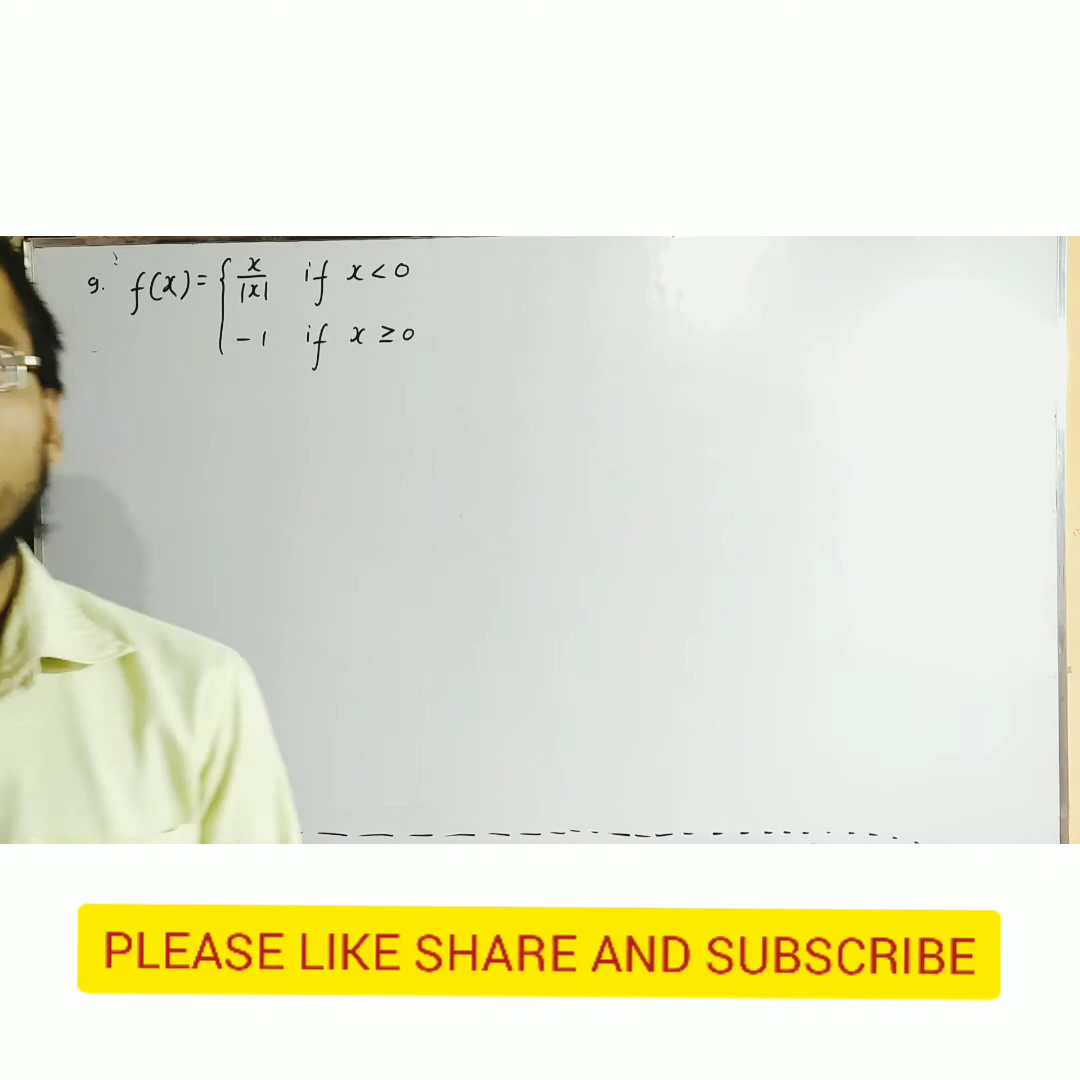 9. f(x) = { x/|x| if x < 0
-1 if x ≥ 0
PLEASE LIKE SHARE AND SUBSCRIBE